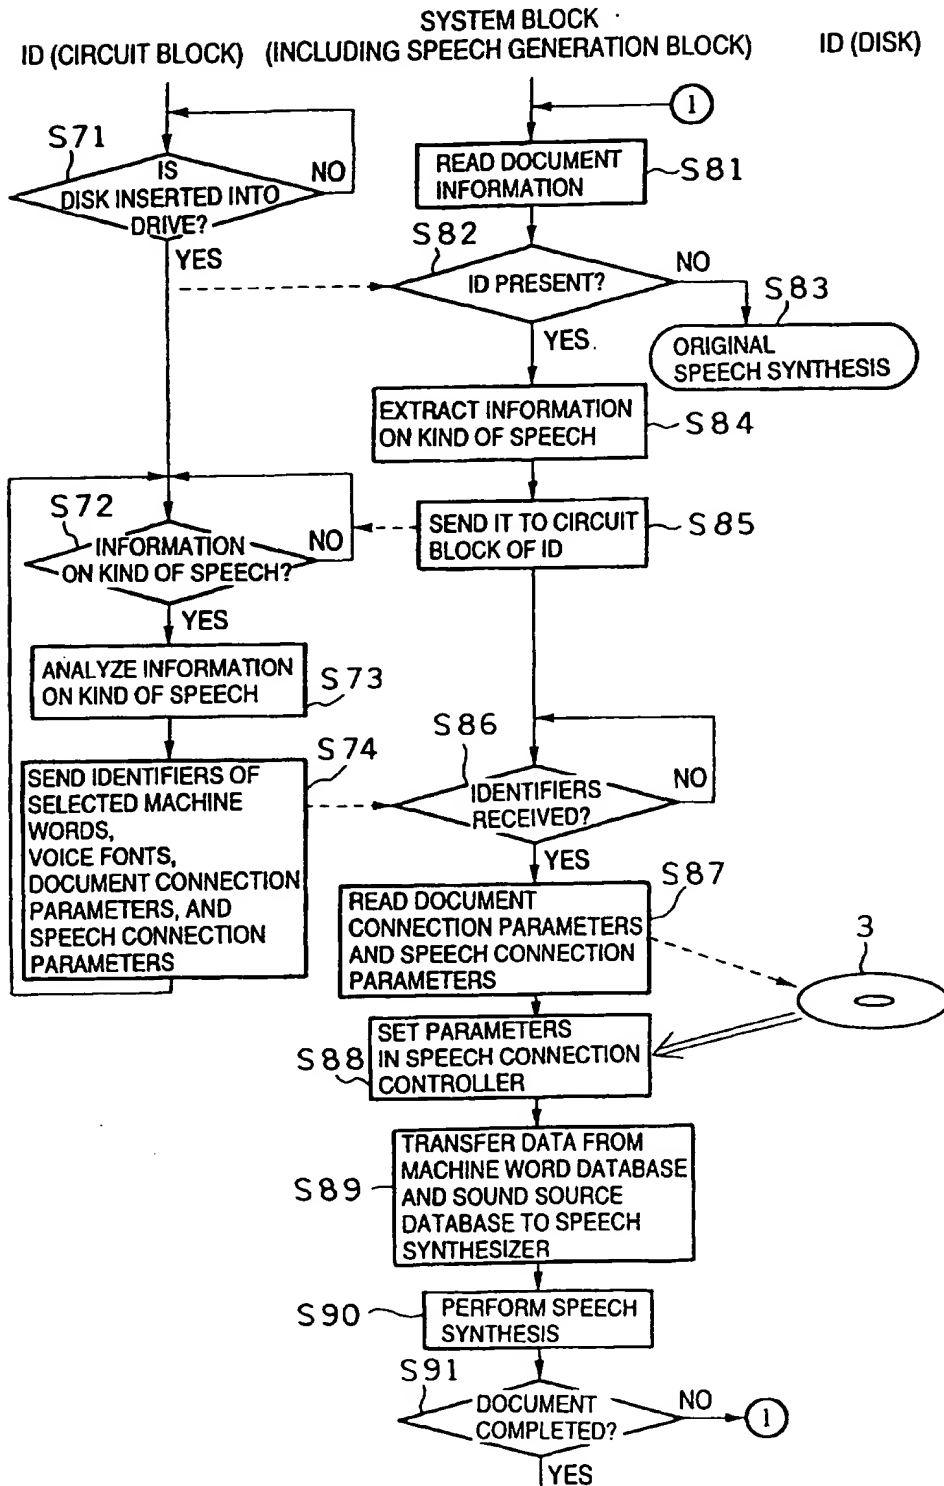 SYSTEM BLOCK
ID (CIRCUIT BLOCK)
(INCLUDING SPEECH GENERATION BLOCK)
ID (DISK)
1
S71
IS
DISK INSERTED INTO
DRIVE?
NO
YES
READ DOCUMENT
INFORMATION
S81
S82
ID PRESENT?
NO
YES
S83
ORIGINAL
SPEECH SYNTHESIS
EXTRACT INFORMATION
ON KIND OF SPEECH
S84
S72
INFORMATION
ON KIND OF SPEECH?
NO
YES
SEND IT TO CIRCUIT
BLOCK OF ID
S85
ANALYZE INFORMATION
ON KIND OF SPEECH
S73
S74
SEND IDENTIFIERS OF
SELECTED MACHINE
WORDS,
VOICE FONTS,
DOCUMENT CONNECTION
PARAMETERS, AND
SPEECH CONNECTION
PARAMETERS
S86
IDENTIFIERS
RECEIVED?
NO
YES
S87
READ DOCUMENT
CONNECTION PARAMETERS
AND SPEECH CONNECTION
PARAMETERS
3
S88
SET PARAMETERS
IN SPEECH CONNECTION
CONTROLLER
S89
TRANSFER DATA FROM
MACHINE WORD DATABASE
AND SOUND SOURCE
DATABASE TO SPEECH
SYNTHESIZER
S90
PERFORM SPEECH
SYNTHESIS
S91
DOCUMENT
COMPLETED?
NO
1
YES